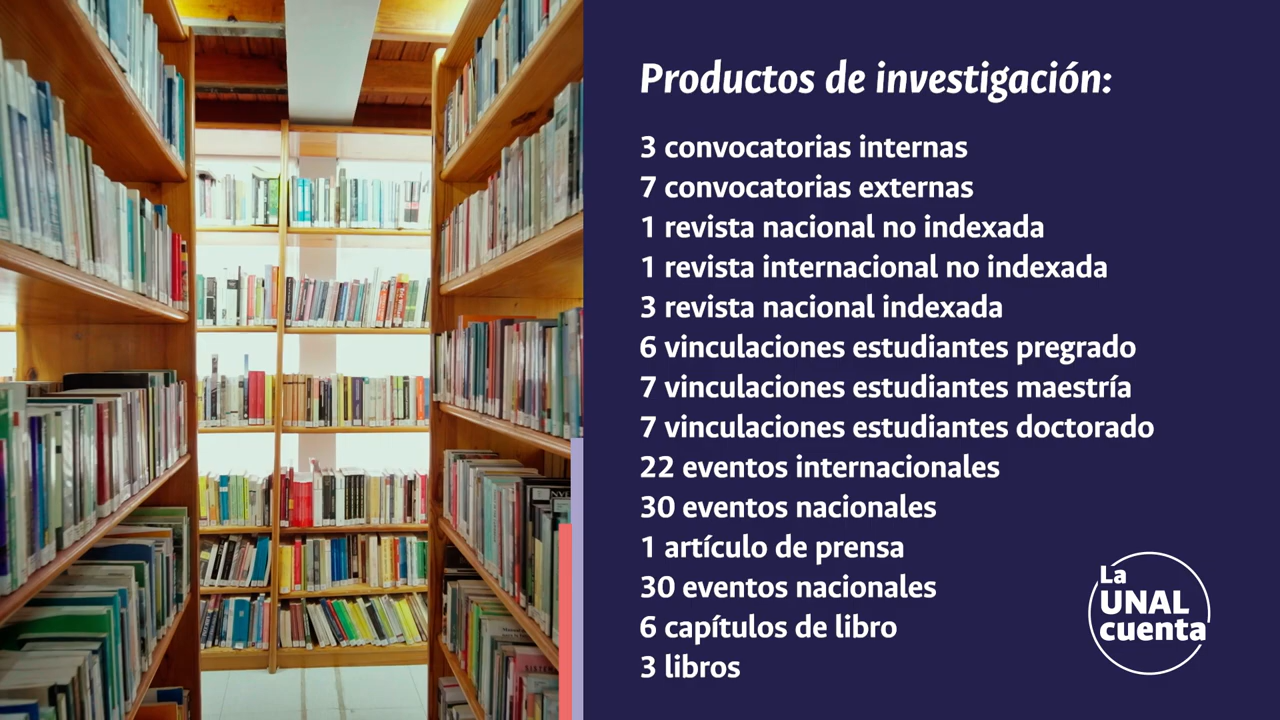 Productos de investigación:
3 convocatorias internas
7 convocatorias externas
1 revista nacional no indexada
1 revista internacional no indexada
3 revista nacional indexada
6 vinculaciones estudiantes pregrado
7 vinculaciones estudiantes maestría
7 vinculaciones estudiantes doctorado
22 eventos internacionales
30 eventos nacionales
1 artículo de prensa
30 eventos nacionales
6 capítulos de libro
3 libros
La
UNAL
cuenta